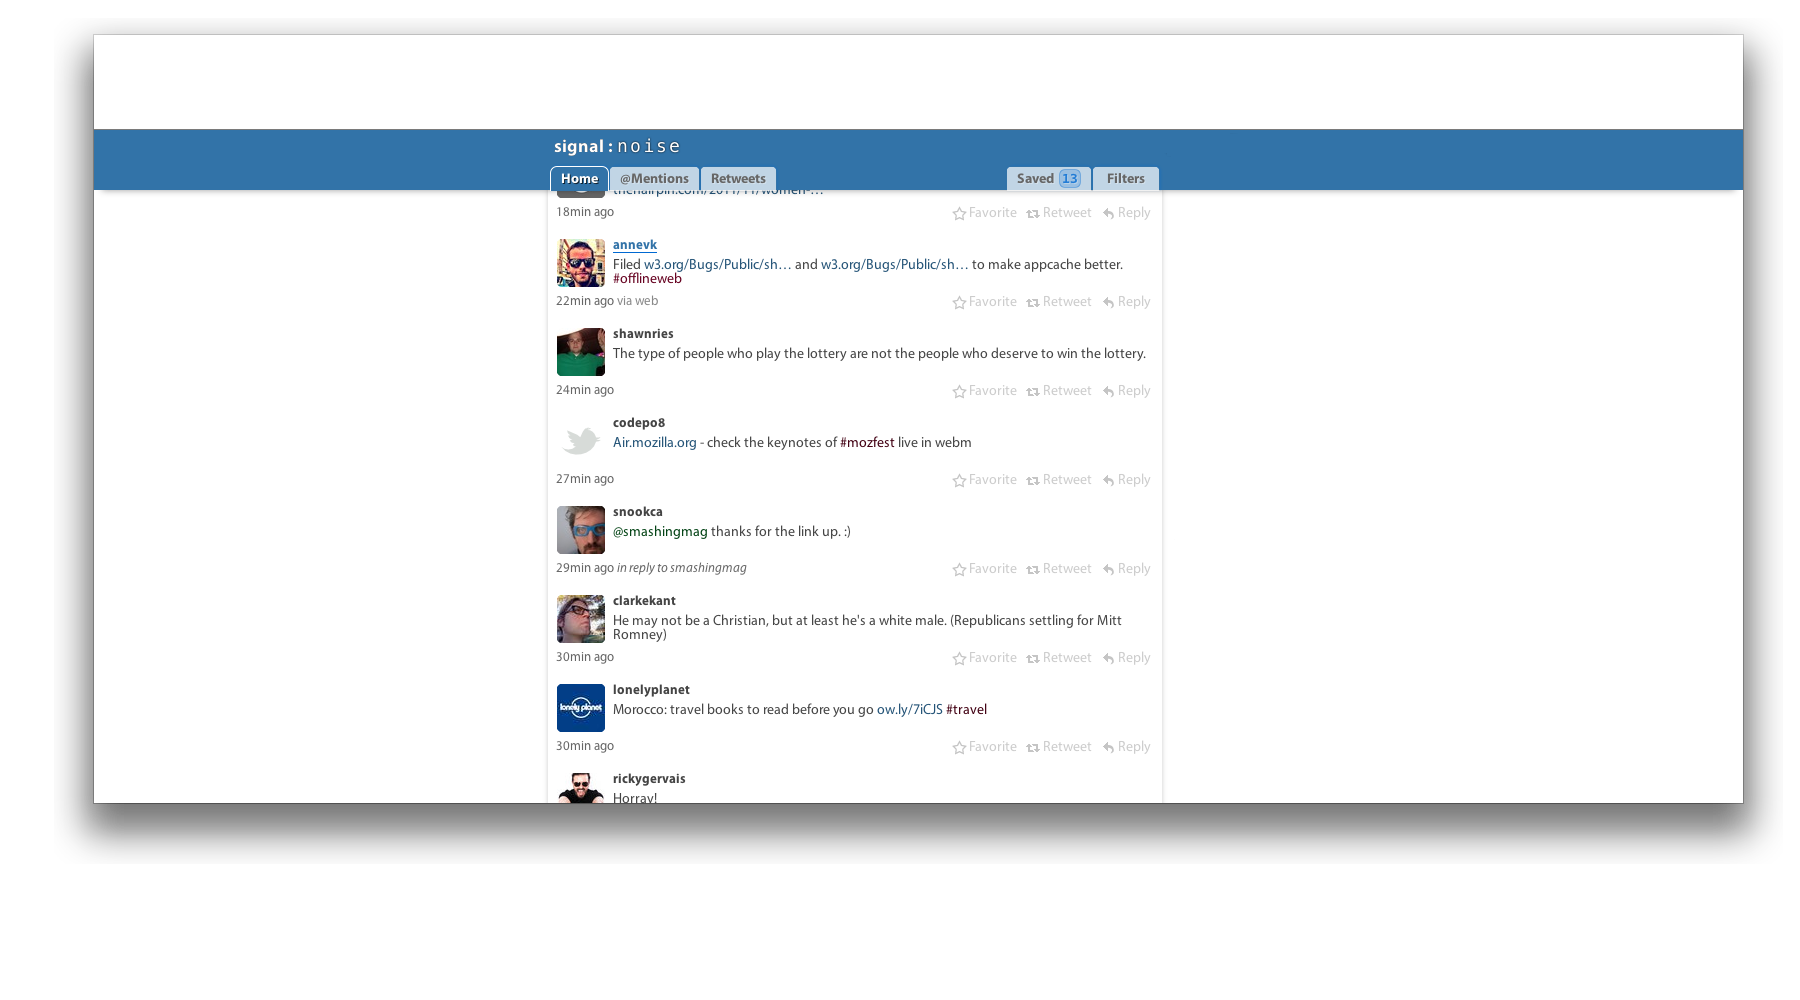 signal : noise
Home @Mentions Retweets Saved 13 Filters
thehairpin.com/2011/11/women-…
18min ago Favorite Retweet Reply
annevk
Filed w3.org/Bugs/Public/sh… and w3.org/Bugs/Public/sh… to make appcache better.
#offlineweb
22min ago via web Favorite Retweet Reply
shawnries
The type of people who play the lottery are not the people who deserve to win the lottery.
24min ago Favorite Retweet Reply
codepo8
Air.mozilla.org - check the keynotes of #mozfest live in webm
27min ago Favorite Retweet Reply
snookca
@smashingmag thanks for the link up. :)
29min ago in reply to smashingmag Favorite Retweet Reply
clarkekant
He may not be a Christian, but at least he's a white male. (Republicans settling for Mitt
Romney)
30min ago Favorite Retweet Reply
lonely planet
lonelyplanet
Morocco: travel books to read before you go ow.ly/7iCJS #travel
30min ago Favorite Retweet Reply
rickygervais
Horray!